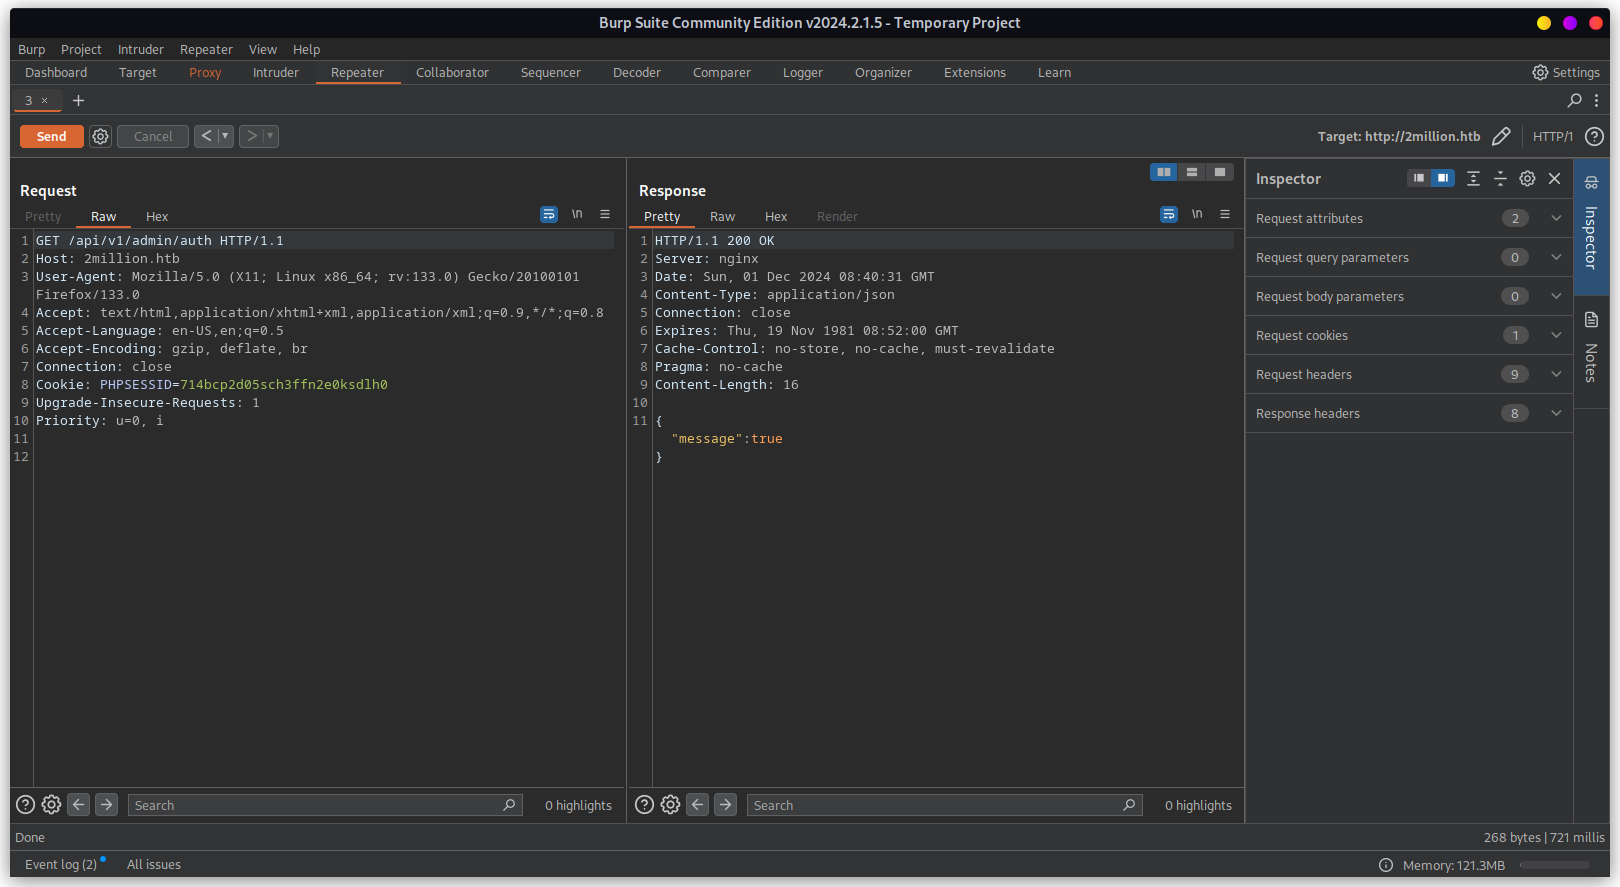 Burp Suite Community Edition v2024.2.1.5 - Temporary Project
Burp Project Intruder Repeater View Help
Dashboard Target Proxy Intruder Repeater Collaborator Sequencer Decoder Comparer Logger Organizer Extensions Learn Settings
3 × +
Send Cancel < > Target: http://2million.htb HTTP/1 ?
Request
Pretty Raw Hex \n
1 GET /api/v1/admin/auth HTTP/1.1
2 Host: 2million.htb
3 User-Agent: Mozilla/5.0 (X11; Linux x86_64; rv:133.0) Gecko/20100101
Firefox/133.0
4 Accept: text/html,application/xhtml+xml,application/xml;q=0.9,*/*;q=0.8
5 Accept-Language: en-US,en;q=0.5
6 Accept-Encoding: gzip, deflate, br
7 Connection: close
8 Cookie: PHPSESSID=714bcp2d05sch3ffn2e0ksdlh0
9 Upgrade-Insecure-Requests: 1
10 Priority: u=0, i
11
12
? Search 0 highlights
Response
Pretty Raw Hex Render \n
1 HTTP/1.1 200 OK
2 Server: nginx
3 Date: Sun, 01 Dec 2024 08:40:31 GMT
4 Content-Type: application/json
5 Connection: close
6 Expires: Thu, 19 Nov 1981 08:52:00 GMT
7 Cache-Control: no-store, no-cache, must-revalidate
8 Pragma: no-cache
9 Content-Length: 16
10
11 {
"message":true
}
? Search 0 highlights
Inspector
Request attributes 2
Request query parameters 0
Request body parameters 0
Request cookies 1
Request headers 9
Response headers 8
Inspector
Notes
Done 268 bytes | 721 millis
Event log (2) All issues Memory: 121.3MB